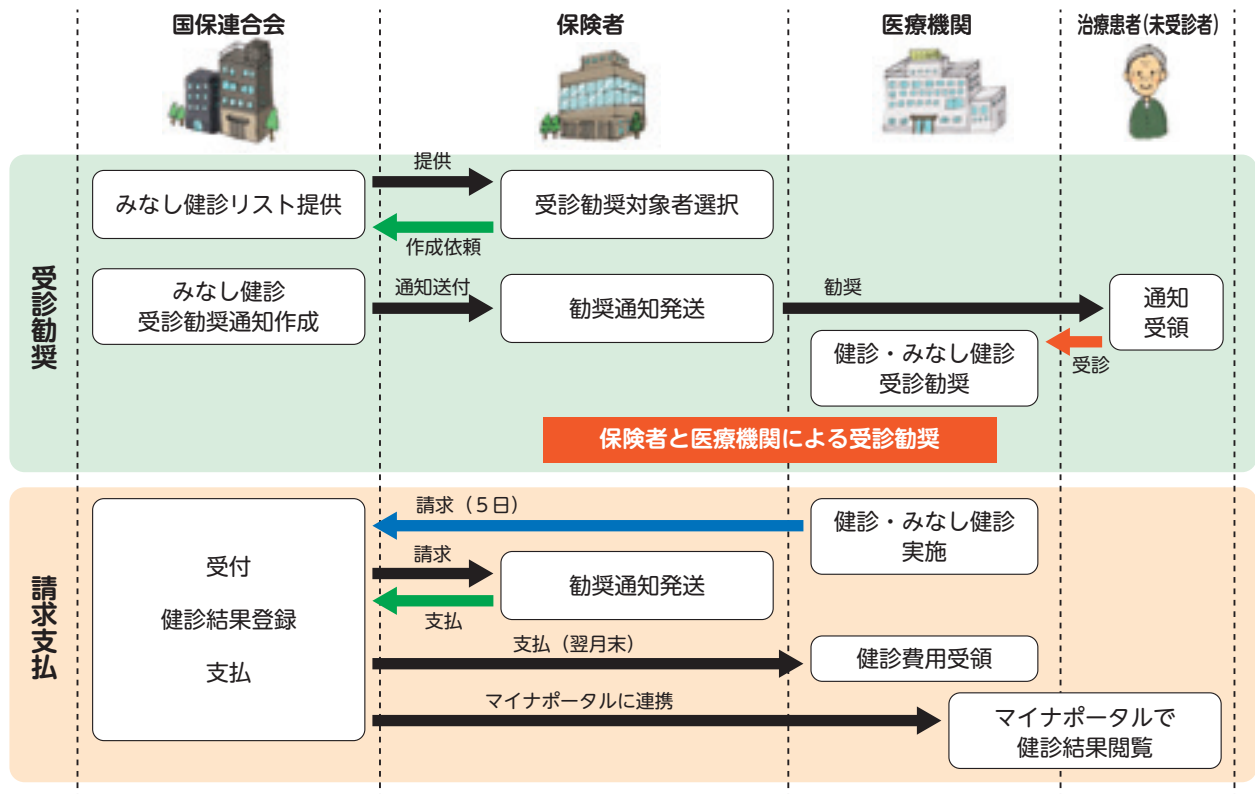 国保連合会
保険者
医療機関
治療患者(未受診者)
受診勧奨
提供
みなし健診リスト提供
受診勧奨対象者選択
作成依頼
みなし健診
受診勧奨通知作成
通知送付
勧奨通知発送
勧奨
通知
受領
受診
健診・みなし健診
受診勧奨
保険者と医療機関による受診勧奨
請求支払
請求（５日）
健診・みなし健診
実施
受付
健診結果登録
支払
請求
勧奨通知発送
支払
支払（翌月末）
健診費用受領
マイナポータルに連携
マイナポータルで
健診結果閲覧